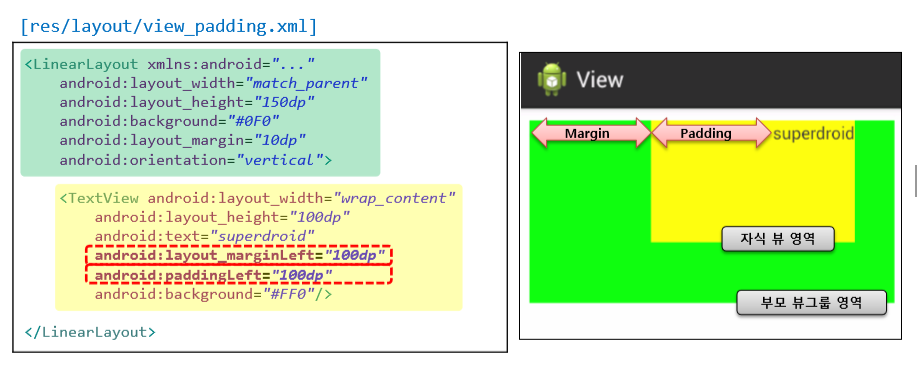 [res/layout/view_padding.xml]
<LinearLayout xmlns:android="..."
android:layout_width="match_parent"
android:layout_height="150dp"
android:background="#0F0"
android:layout_margin="10dp"
android:orientation="vertical">
<TextView android:layout_width="wrap_content"
android:layout_height="100dp"
android:text="superdroid"
android:layout_marginLeft="100dp"
android:paddingLeft="100dp"
android:background="#FF0"/>
</LinearLayout>
View
Margin
Padding
superdroid
자식 뷰 영역
부모 뷰그룹 영역